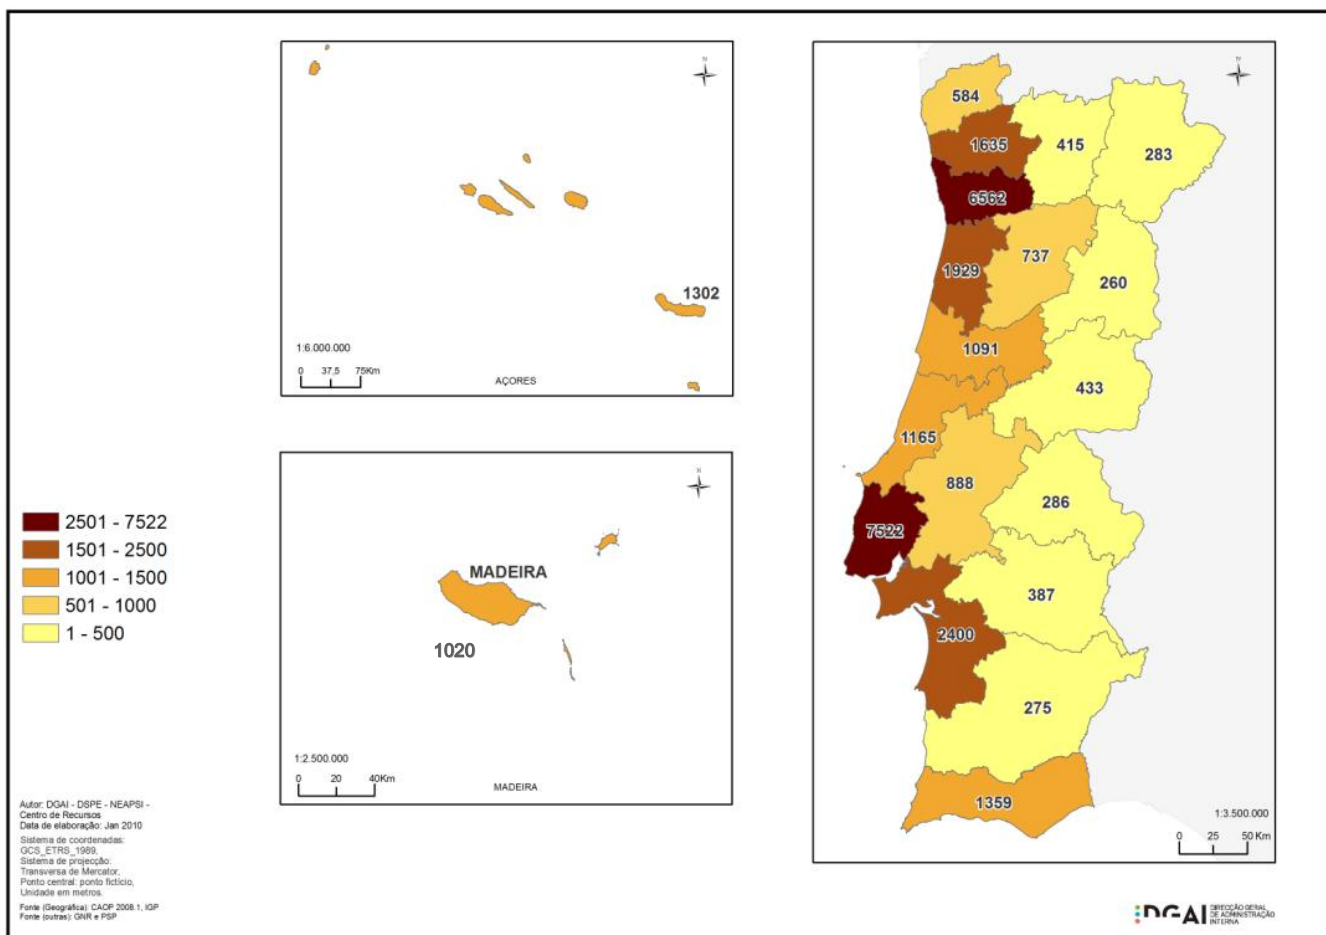 N
1302
1:6.000.000
0 37,5 75Km
AÇORES
N
MADEIRA
1020
1:2.500.000
0 20 40Km
MADEIRA
N
584
1635
415
283
6562
1929
737
260
1091
433
1165
888
286
7522
387
2400
275
1359
1:3.500.000
0 25 50 Km
2501 - 7522
1501 - 2500
1001 - 1500
501 - 1000
1 - 500
Autor: DGAI - DSPE - NEAPSI -
Centro de Recursos
Data de elaboração: Jan 2010
Sistema de coordenadas:
GCS_ETRS_1989,
Sistema de projecção:
Transversa de Mercator,
Ponto central: ponto fictício,
Unidade em metros.
Fonte (Geográfica): CAOP 2008.1, IGP
Fonte (outras): GNR e PSP
DGAI
DIRECÇÃO GERAL
DE ADMINISTRAÇÃO
INTERNA